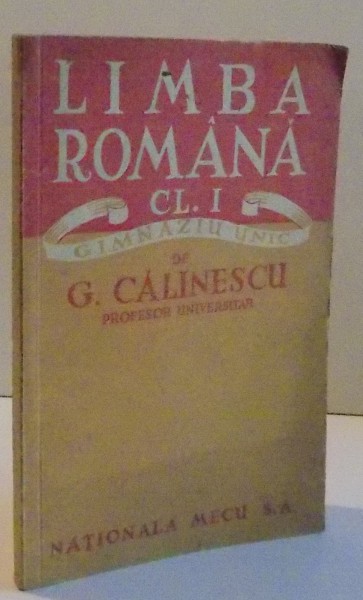 LIMBA
ROMÂNĂ
CL. I
GIMNAZIU UNIC
DE
G. CĂLINESCU
PROFESOR UNIVERSITAR
NAȚIONALA MECU S.A.